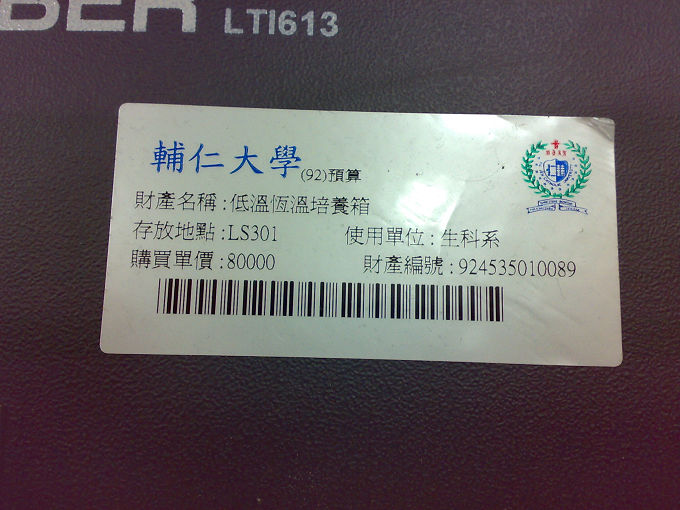 BER LTI613
輔仁大學(92)預算
財產名稱:低溫恆溫培養箱
存放地點:LS301 使用單位:生科系
購買單價:80000 財產編號:924535010089